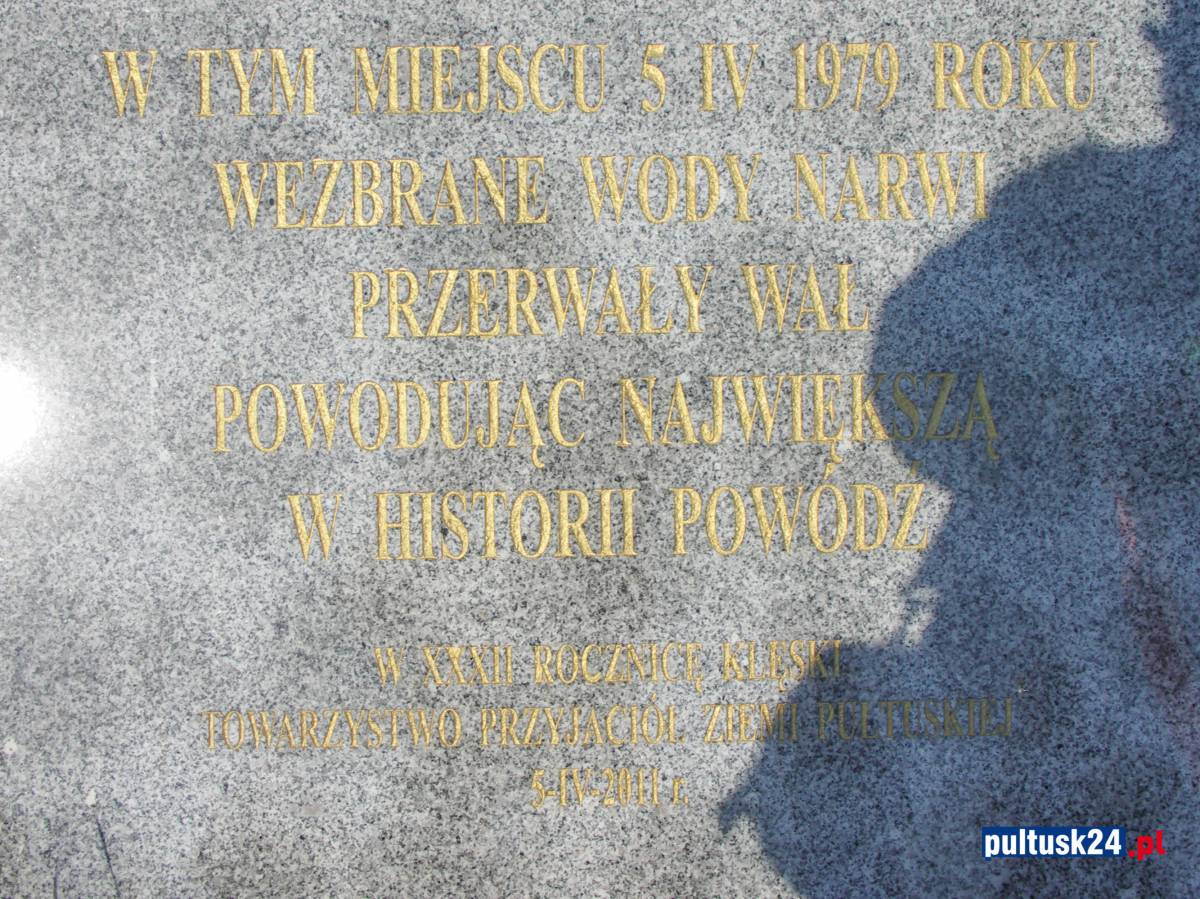 W TYM MIEJSCU 5 IV 1979 ROKU
WEZBRANE WODY NARWI
PRZERWAŁY WAŁ
POWODUJĄC NAJWIĘKSZĄ
W HISTORII POWÓDŹ
W XXXII ROCZNICĘ KLĘSKI
TOWARZYSTWO PRZYJACIÓŁ ZIEMI PUŁTUSKIEJ
5-IV-2011 r.
pultusk24.pl